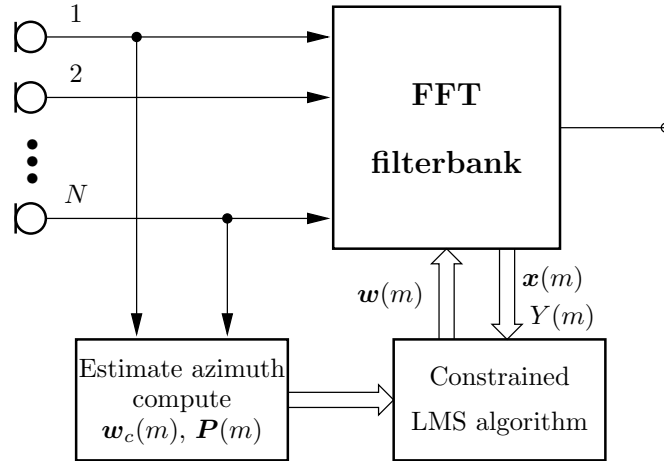 1
2
N
FFT
filterbank
w(m)
x(m)
Y(m)
Estimate azimuth
compute
w_c(m), P(m)
Constrained
LMS algorithm